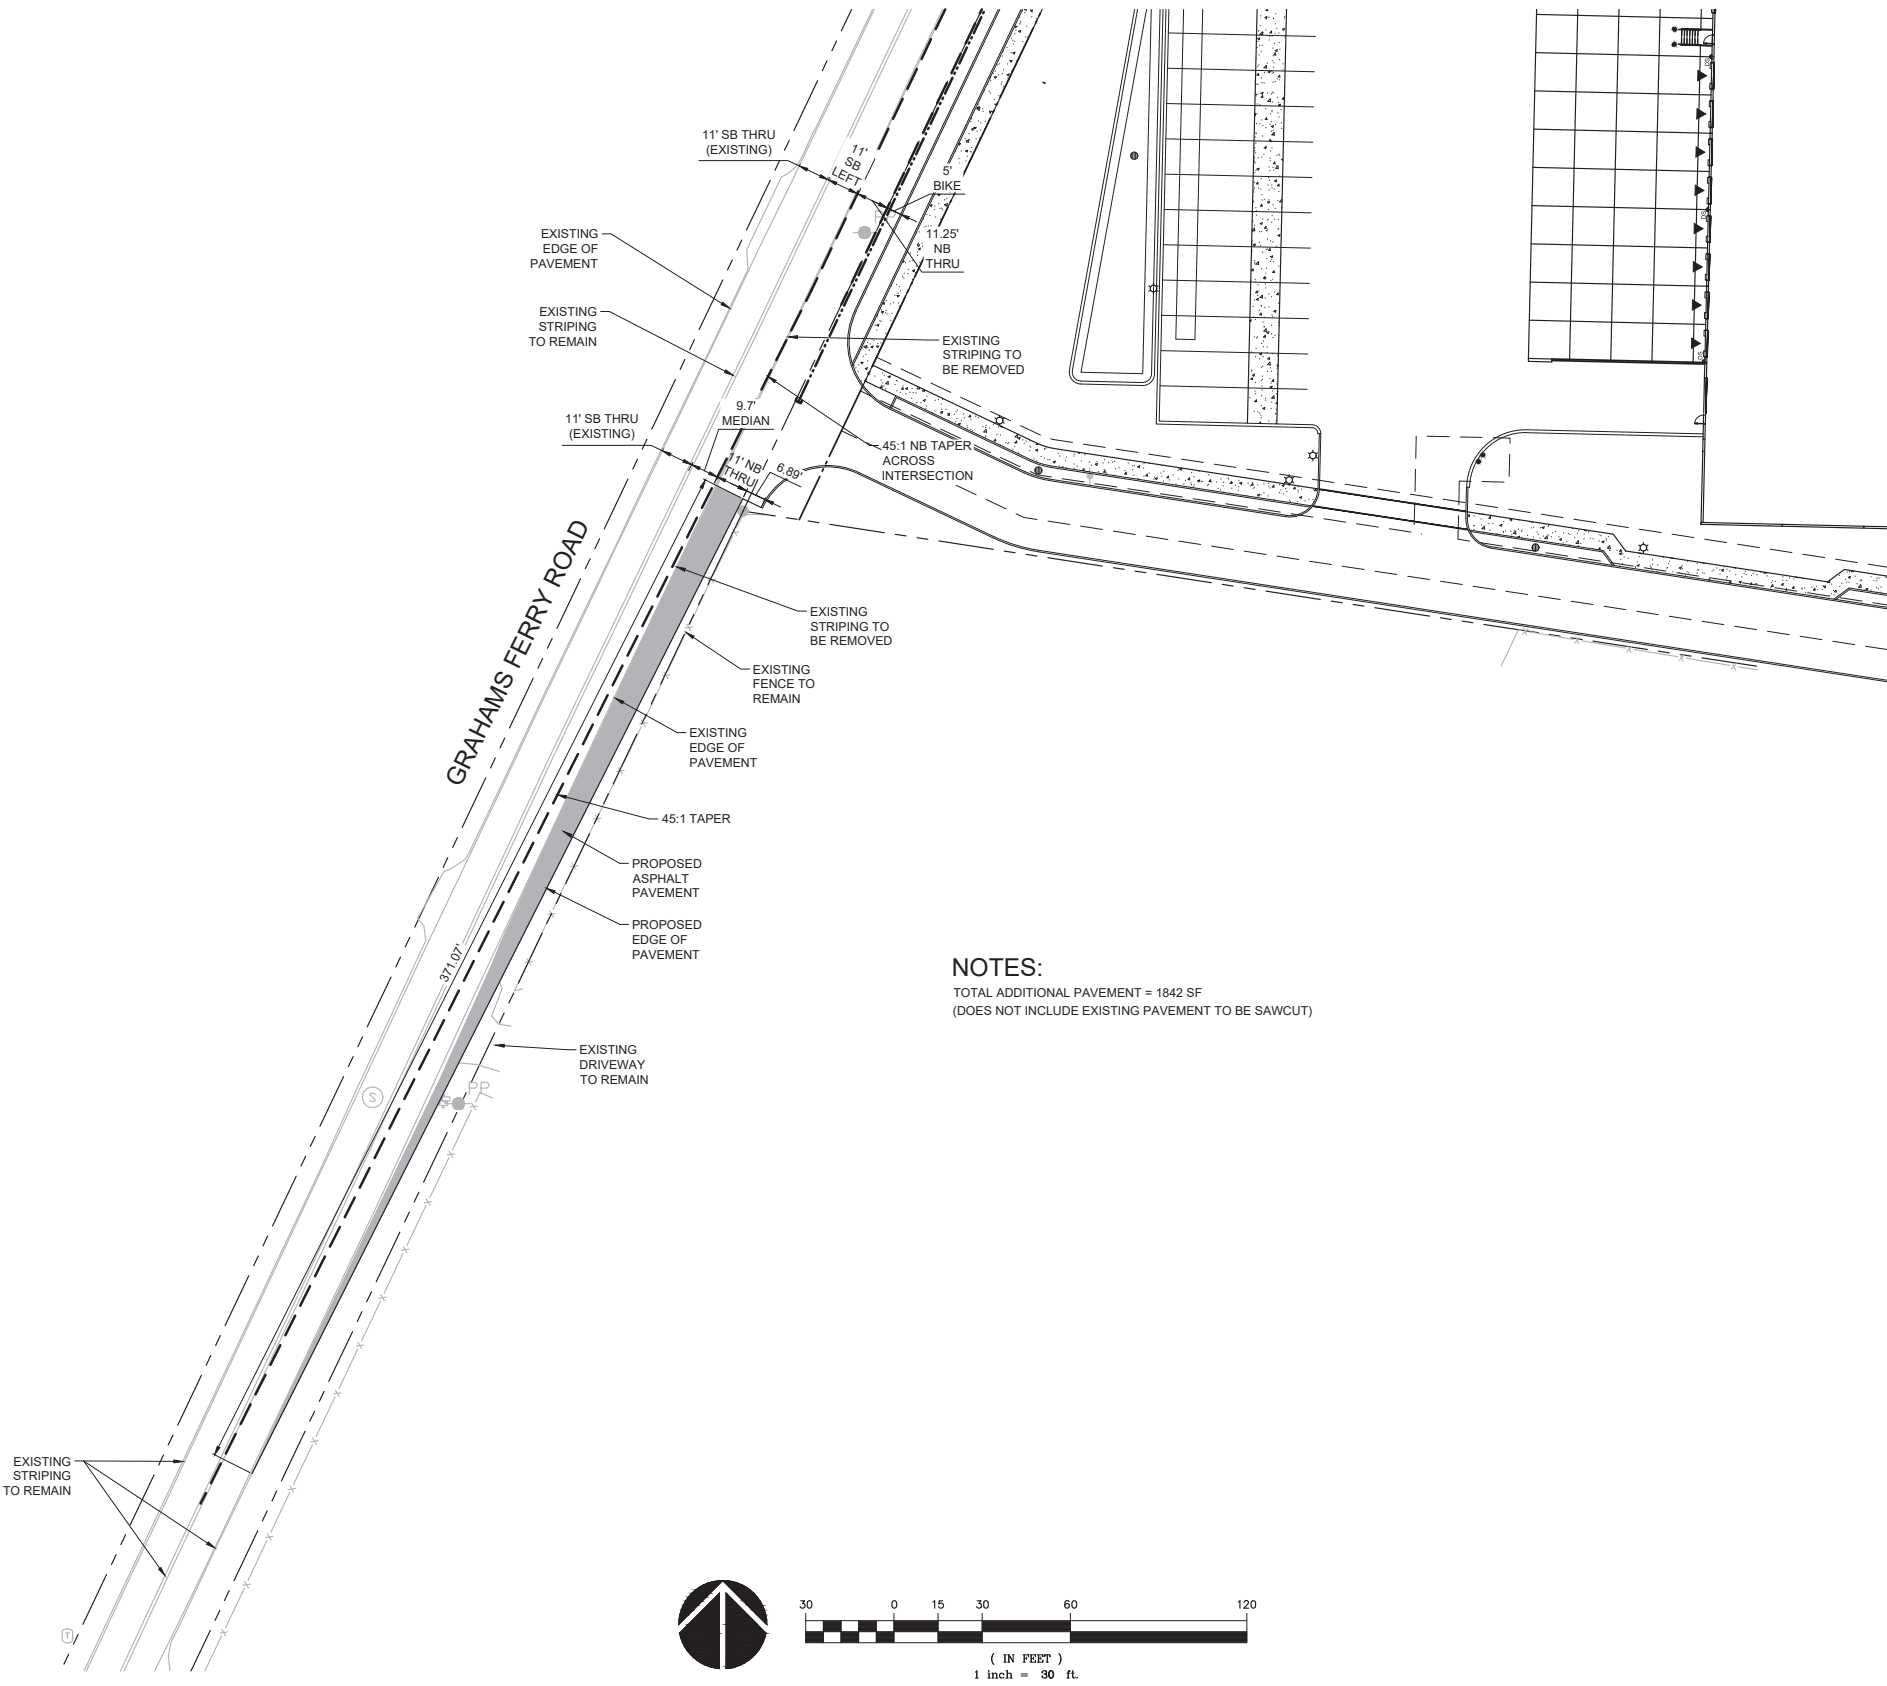 11' SB THRU
(EXISTING)
11'
SB
LEFT
5'
BIKE
11.25'
NB
THRU
PP
EXISTING
EDGE OF
PAVEMENT
EXISTING
STRIPING
TO REMAIN
EXISTING
STRIPING TO
BE REMOVED
11' SB THRU
(EXISTING)
9.7'
MEDIAN
11' NB
THRU
6.89'
45:1 NB TAPER
ACROSS
INTERSECTION
GRAHAMS FERRY ROAD
EXISTING
STRIPING TO
BE REMOVED
EXISTING
FENCE TO
REMAIN
EXISTING
EDGE OF
PAVEMENT
45:1 TAPER
PROPOSED
ASPHALT
PAVEMENT
PROPOSED
EDGE OF
PAVEMENT
371.07'
NOTES:
TOTAL ADDITIONAL PAVEMENT = 1842 SF
(DOES NOT INCLUDE EXISTING PAVEMENT TO BE SAWCUT)
EXISTING
DRIVEWAY
TO REMAIN
S
PP
EXISTING
STRIPING
TO REMAIN
T
30 0 15 30 60 120
( IN FEET )
1 inch = 30 ft.
DS
DS
DS